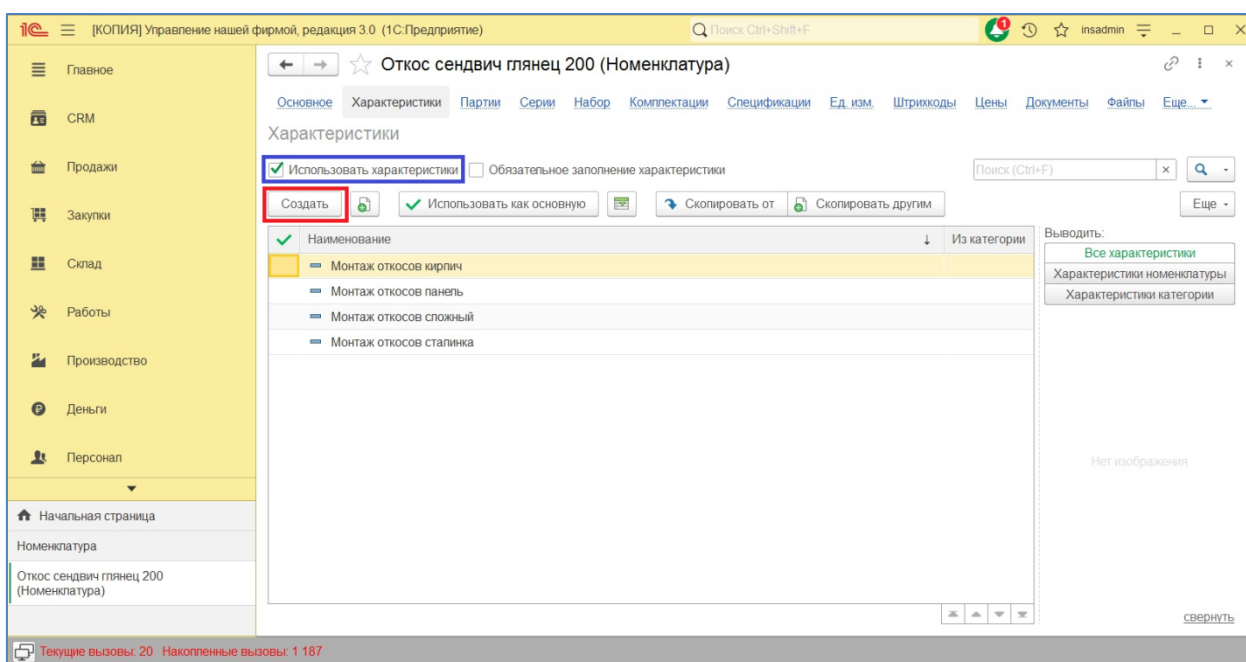 [КОПИЯ] Управление нашей фирмой, редакция 3.0 (1С:Предприятие)
Поиск Ctrl+Shift+F
1
insadmin
Главное
CRM
Продажи
Закупки
Склад
Работы
Производство
Деньги
Персонал
Начальная страница
Номенклатура
Откос сендвич глянец 200
(Номенклатура)
Откос сендвич глянец 200 (Номенклатура)
Основное Характеристики Партии Серии Набор Комплектации Спецификации Ед. изм. Штрихкоды Цены Документы Файлы Еще...
Характеристики
Использовать характеристики Обязательное заполнение характеристики Поиск (Ctrl+F)
Создать Использовать как основную Скопировать от Скопировать другим Еще
Наименование ↓ Из категории
Монтаж откосов кирпич
Монтаж откосов панель
Монтаж откосов сложный
Монтаж откосов сталинка
Выводить:
Все характеристики
Характеристики номенклатуры
Характеристики категории
Нет изображения
свернуть
Текущие вызовы: 20 Накопленные вызовы: 1 187